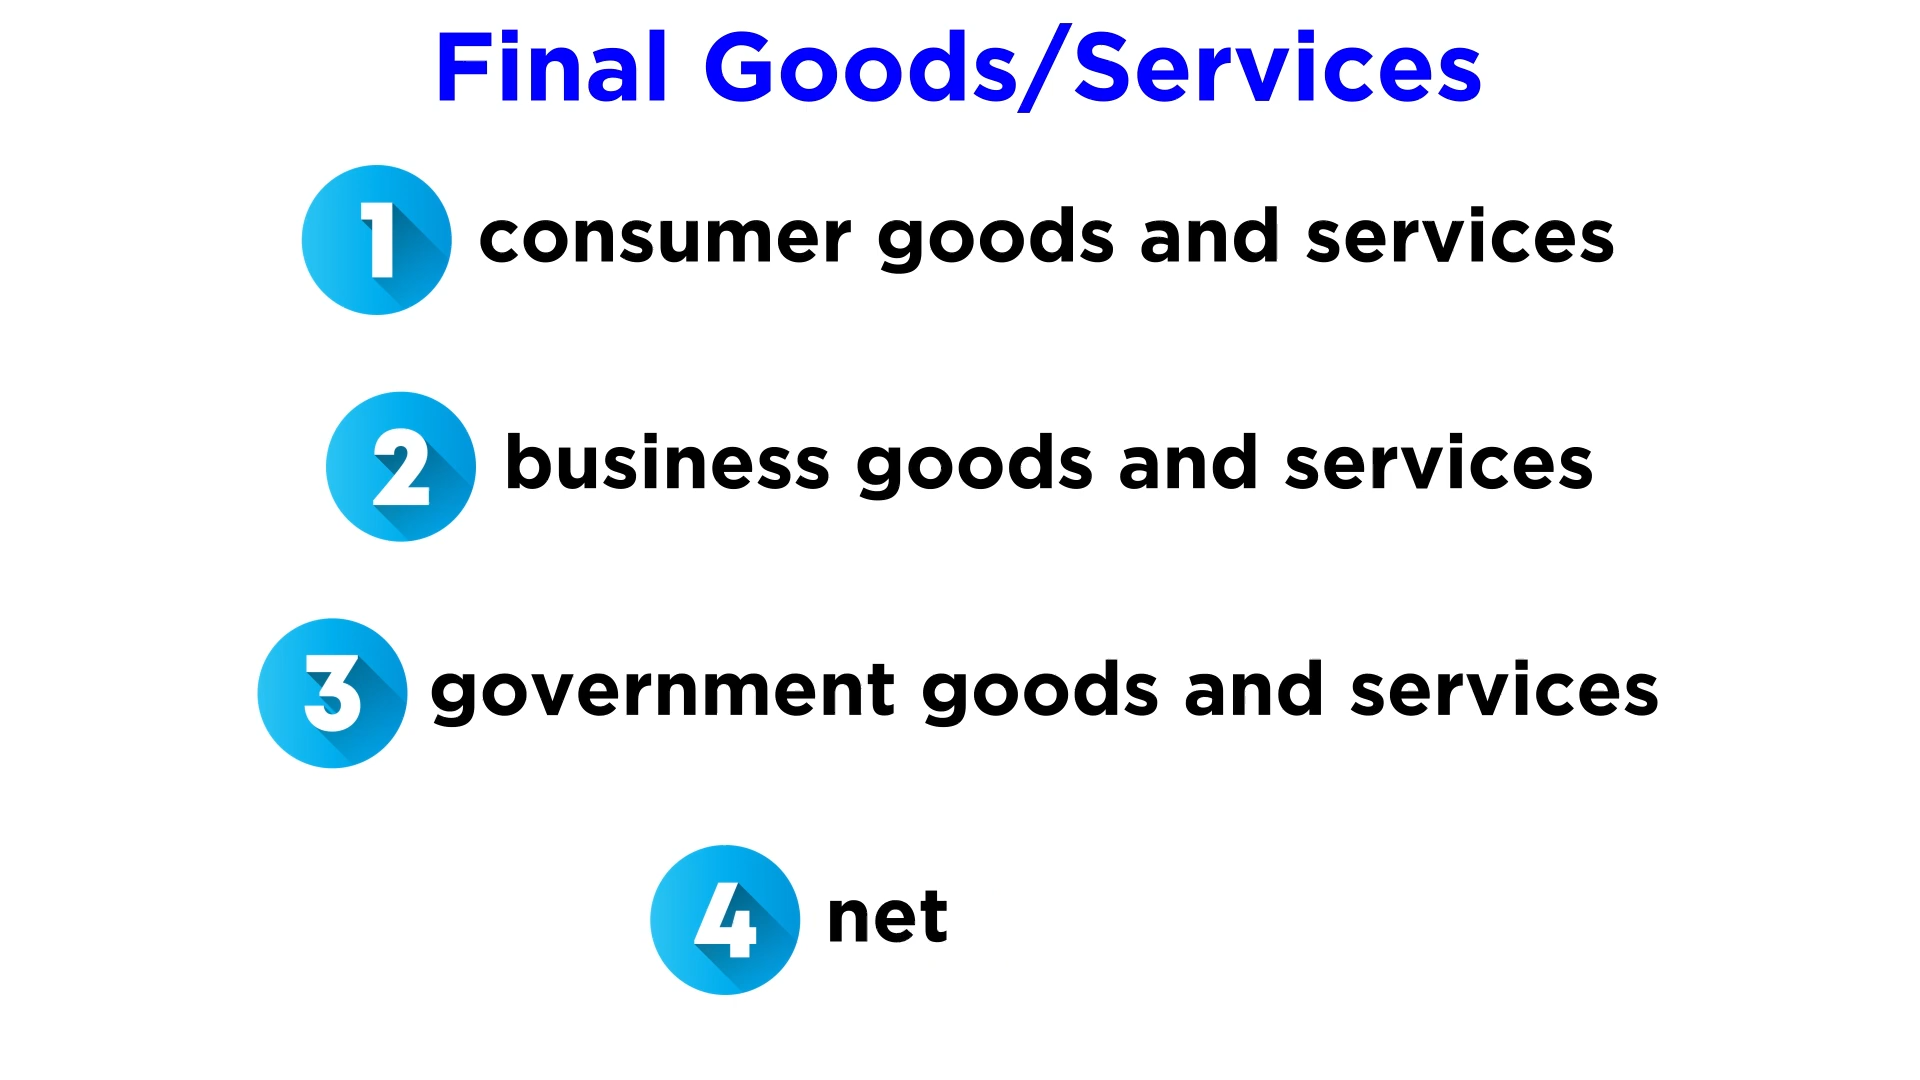 Final Goods/Services
1 consumer goods and services
2 business goods and services
3 government goods and services
4 net